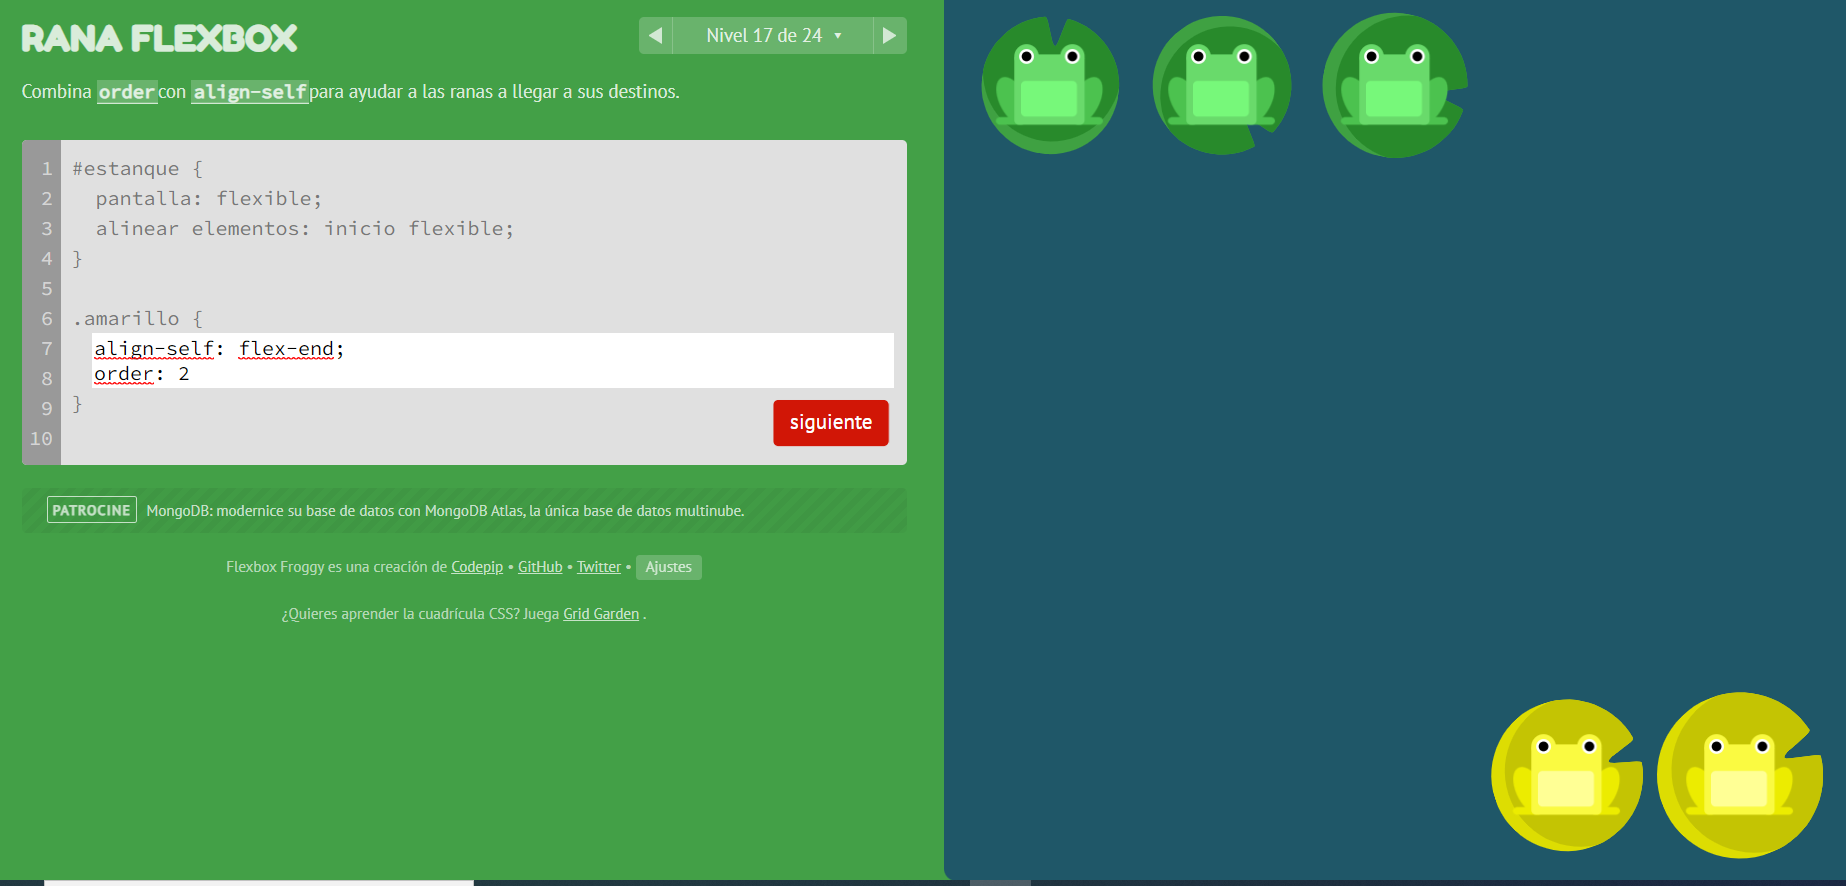 RANA FLEXBOX
Nivel 17 de 24
Combina order con align-self para ayudar a las ranas a llegar a sus destinos.
1 #estanque {
2 pantalla: flexible;
3 alinear elementos: inicio flexible;
4 }
5
6 .amarillo {
7 align-self: flex-end;
8 order: 2
9 }
10
siguiente
PATROCINE MongoDB: modernice su base de datos con MongoDB Atlas, la única base de datos multinube.
Flexbox Froggy es una creación de Codepip • GitHub • Twitter • Ajustes
¿Quieres aprender la cuadrícula CSS? Juega Grid Garden .